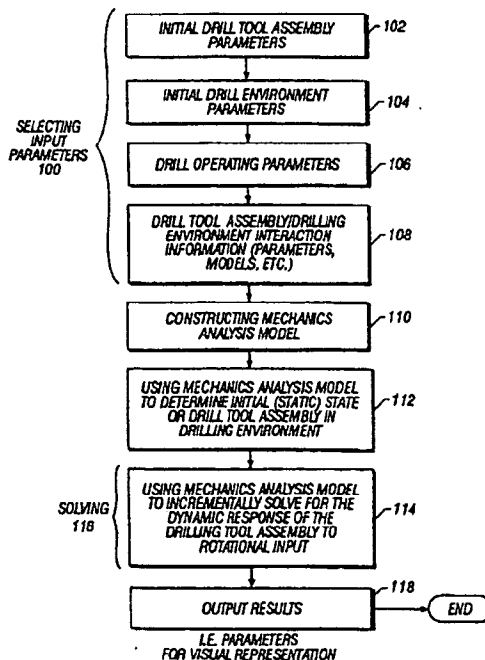 INITIAL DRILL TOOL ASSEMBLY
PARAMETERS
102
INITIAL DRILL ENVIRONMENT
PARAMETERS
104
SELECTING
INPUT
PARAMETERS
100
DRILL OPERATING PARAMETERS
106
DRILL TOOL ASSEMBLY/DRILLING
ENVIRONMENT INTERACTION
INFORMATION (PARAMETERS,
MODELS, ETC.)
108
CONSTRUCTING MECHANICS
ANALYSIS MODEL
110
USING MECHANICS ANALYSIS MODEL
TO DETERMINE INITIAL (STATIC) STATE
OR DRILL TOOL ASSEMBLY IN
DRILLING ENVIRONMENT
112
SOLVING
116
USING MECHANICS ANALYSIS MODEL
TO INCREMENTALLY SOLVE FOR THE
DYNAMIC RESPONSE OF THE
DRILLING TOOL ASSEMBLY TO
ROTATIONAL INPUT
114
OUTPUT RESULTS
118
END
I.E. PARAMETERS
FOR VISUAL REPRESENTATION